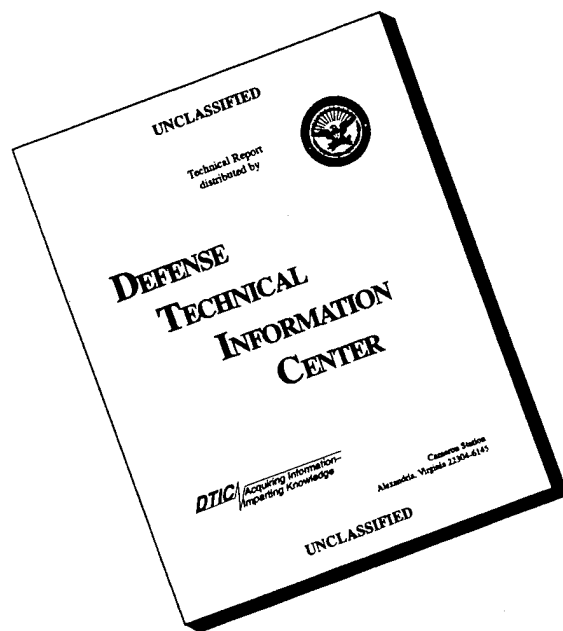 UNCLASSIFIED
Technical Report
distributed by
DEFENSE
TECHNICAL
INFORMATION
CENTER
DTIC
Acquiring Information–
Imparting Knowledge
Cameron Station
Alexandria, Virginia 22304-6145
UNCLASSIFIED